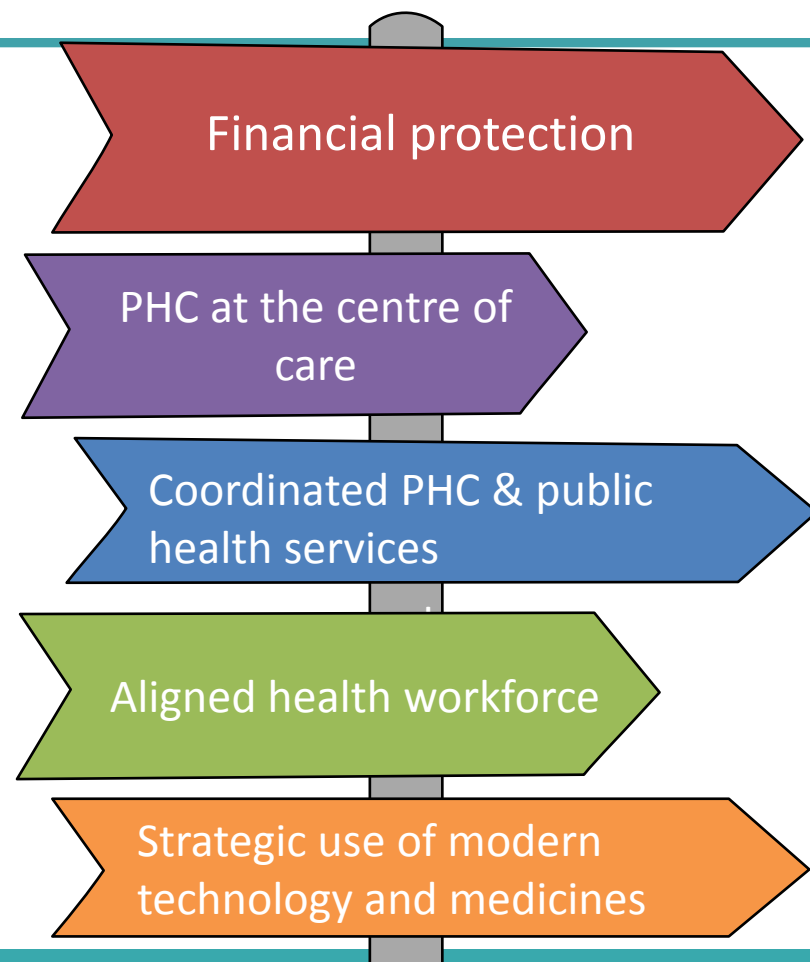 Financial protection
PHC at the centre of
care
Coordinated PHC & public
health services
Aligned health workforce
Strategic use of modern
technology and medicines